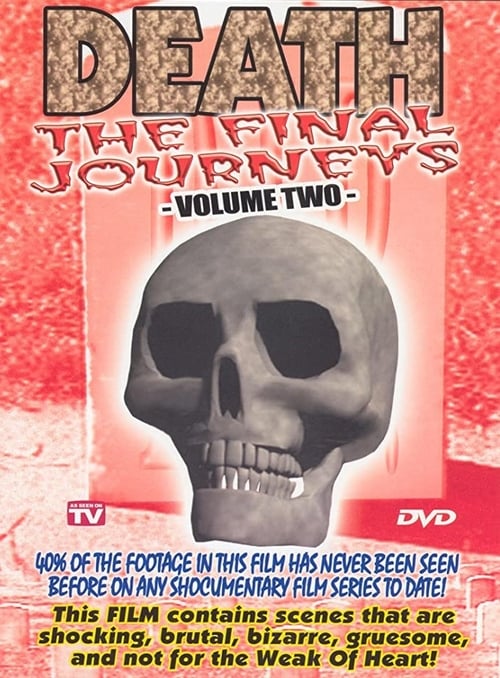 DEATH
THE FINAL
JOURNEYS
- VOLUME TWO -
AS SEEN ON
TV
DVD
40% OF THE FOOTAGE IN THIS FILM HAS NEVER BEEN SEEN
BEFORE ON ANY SHOCUMENTARY FILM SERIES TO DATE!
This FILM contains scenes that are
shocking, brutal, bizarre, gruesome,
and not for the Weak Of Heart!